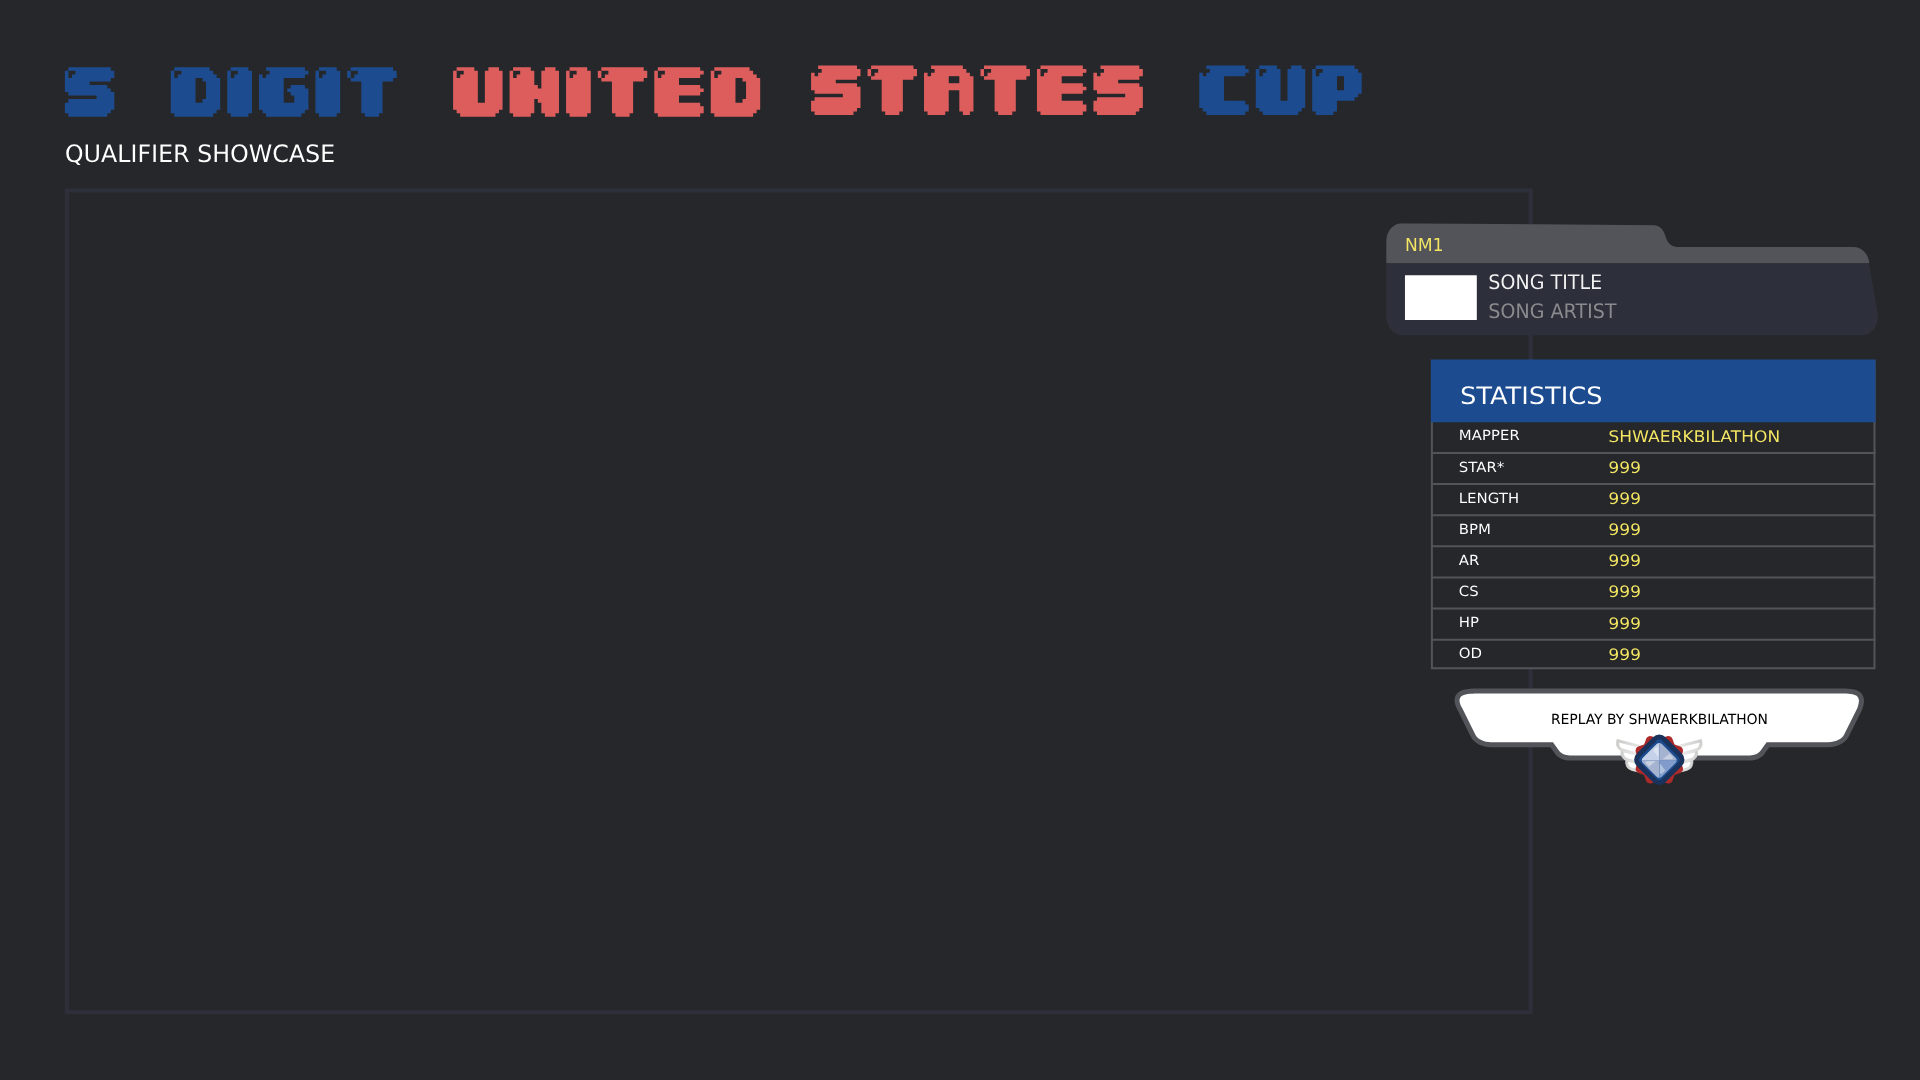 5 DIGIT UNITED STATES CUP
QUALIFIER SHOWCASE
NM1
SONG TITLE
SONG ARTIST
STATISTICS
MAPPER SHWAERKBILATHON
STAR* 999
LENGTH 999
BPM 999
AR 999
CS 999
HP 999
OD 999
REPLAY BY SHWAERKBILATHON